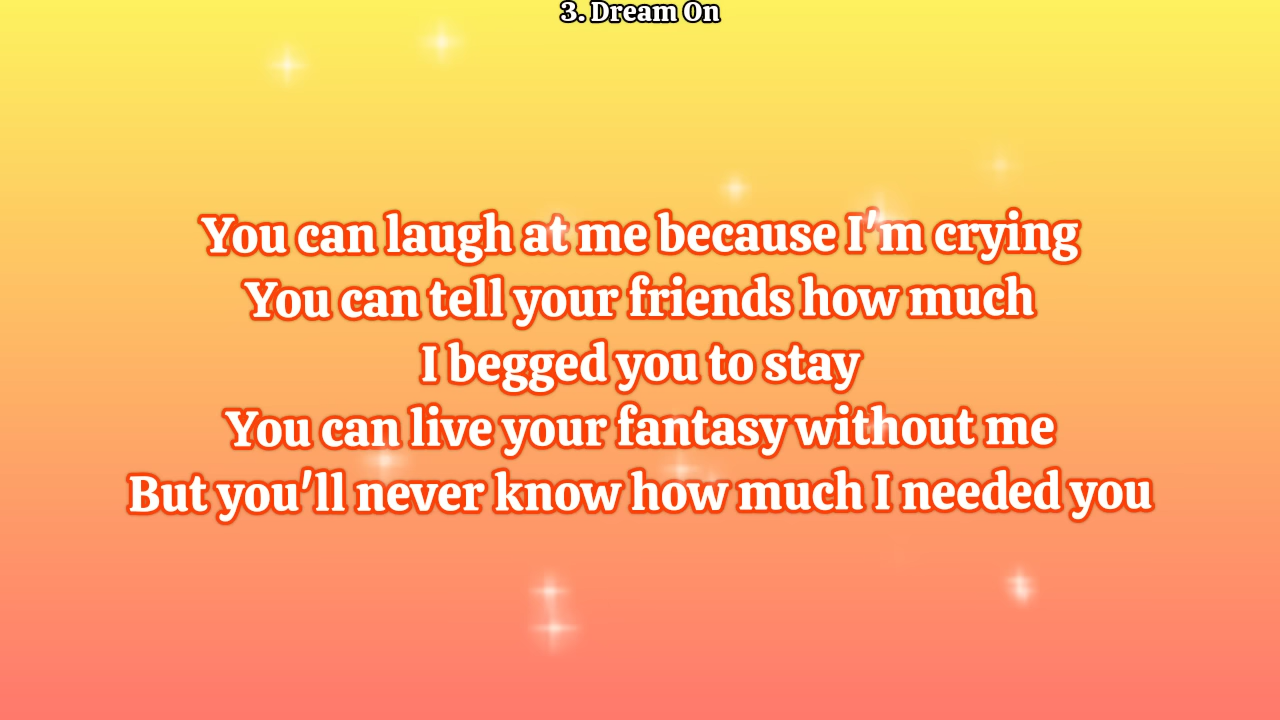 3. Dream On
You can laugh at me because I'm crying
You can tell your friends how much
I begged you to stay
You can live your fantasy without me
But you'll never know how much I needed you